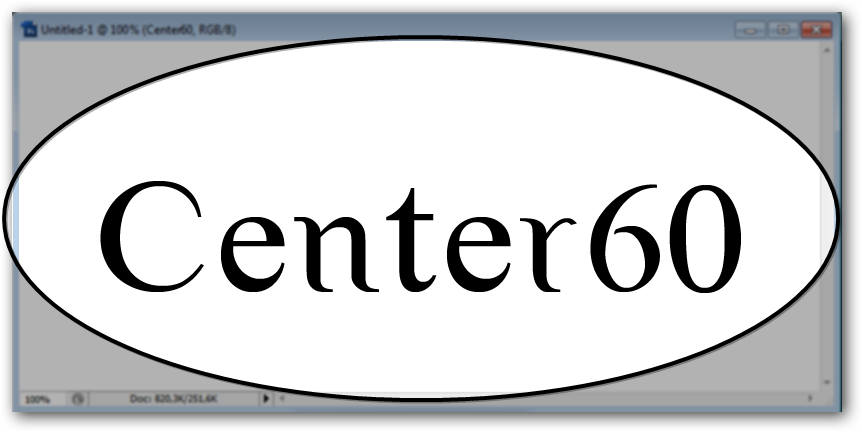 Untitled-1 @ 100% (Center60, RGB/8)
Center60
100%
Doc: 820,3K/251,6K